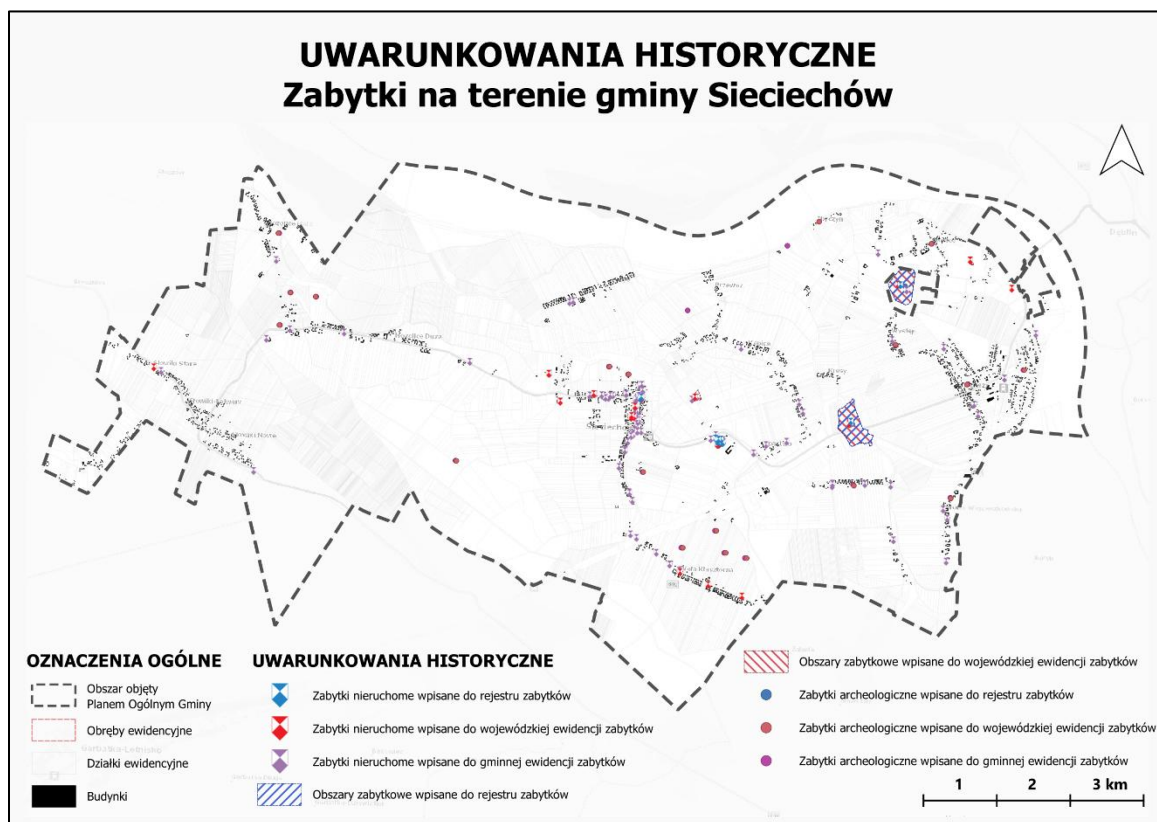 UWARUNKOWANIA HISTORYCZNE
Zabytki na terenie gminy Sieciechów
Sieciechów
OZNACZENIA OGÓLNE
Obszar objęty
Planem Ogólnym Gminy
Obręby ewidencyjne
Działki ewidencyjne
Budynki
UWARUNKOWANIA HISTORYCZNE
Zabytki nieruchome wpisane do rejestru zabytków
Zabytki nieruchome wpisane do wojewódzkiej ewidencji zabytków
Zabytki nieruchome wpisane do gminnej ewidencji zabytków
Obszary zabytkowe wpisane do rejestru zabytków
Obszary zabytkowe wpisane do wojewódzkiej ewidencji zabytków
Zabytki archeologiczne wpisane do rejestru zabytków
Zabytki archeologiczne wpisane do wojewódzkiej ewidencji zabytków
Zabytki archeologiczne wpisane do gminnej ewidencji zabytków
1 2 3 km